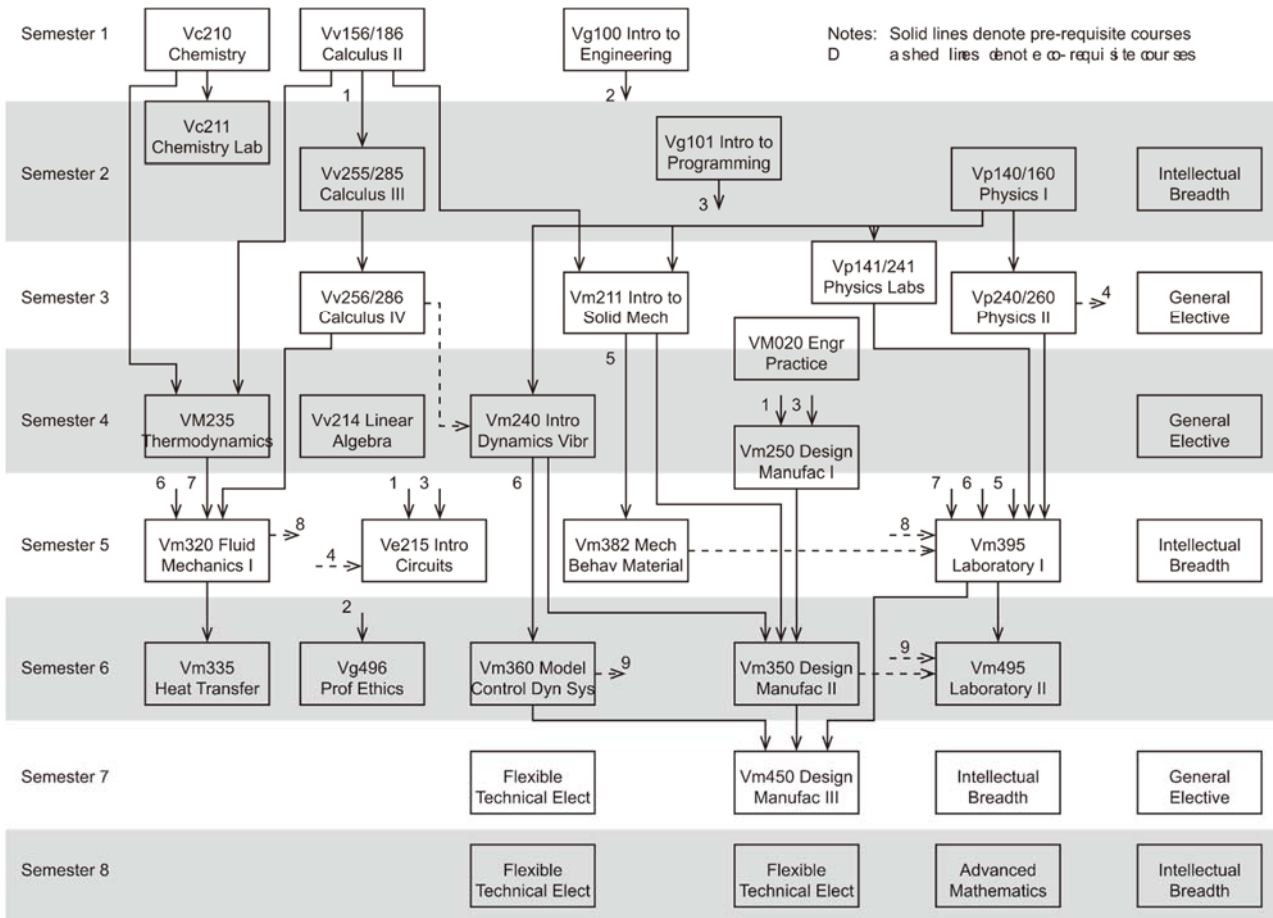 Semester 1
Vc210
Chemistry
Vv156/186
Calculus II
Vg100 Intro to
Engineering
Notes: Solid lines denote pre-requisite courses
D ashed lines denote co-requisite courses
1
2
Semester 2
Vc211
Chemistry Lab
Vv255/285
Calculus III
Vg101 Intro to
Programming
3
Vp140/160
Physics I
Intellectual
Breadth
Semester 3
Vv256/286
Calculus IV
Vm211 Intro to
Solid Mech
Vp141/241
Physics Labs
Vp240/260
Physics II
4
General
Elective
VM020 Engr
Practice
5
Semester 4
VM235
Thermodynamics
Vv214 Linear
Algebra
Vm240 Intro
Dynamics Vibr
1 3
Vm250 Design
Manufac I
General
Elective
6 7
1 3
6
7 6 5
Semester 5
Vm320 Fluid
Mechanics I
8
4
Ve215 Intro
Circuits
Vm382 Mech
Behav Material
8
Vm395
Laboratory I
Intellectual
Breadth
2
Semester 6
Vm335
Heat Transfer
Vg496
Prof Ethics
Vm360 Model
Control Dyn Sys
9
Vm350 Design
Manufac II
9
Vm495
Laboratory II
Semester 7
Flexible
Technical Elect
Vm450 Design
Manufac III
Intellectual
Breadth
General
Elective
Semester 8
Flexible
Technical Elect
Flexible
Technical Elect
Advanced
Mathematics
Intellectual
Breadth